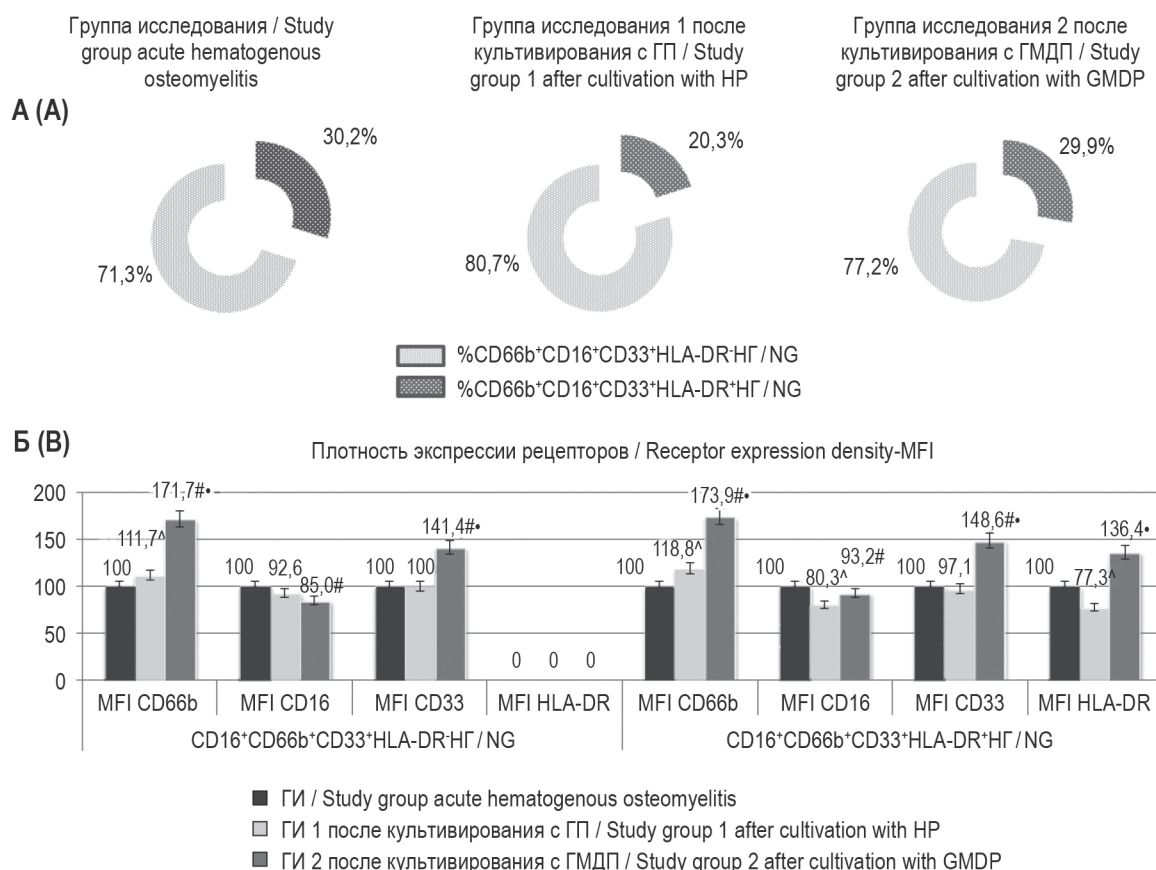 Группа исследования / Study
group acute hematogenous
osteomyelitis
Группа исследования 1 после
культивирования с ГП / Study
group 1 after cultivation with HP
Группа исследования 2 после
культивирования с ГМДП / Study
group 2 after cultivation with GMDP
А (A)
30,2%
71,3%
20,3%
80,7%
29,9%
77,2%
%CD66b⁺CD16⁺CD33⁺HLA-DR⁻НГ / NG
%CD66b⁺CD16⁺CD33⁺HLA-DR⁺НГ / NG
Б (B)
Плотность экспрессии рецепторов / Receptor expression density-MFI
200
150
100
50
0
100 111,7^ 171,7#•
100 92,6 85,0#
100 100 141,4#•
0 0 0
100 118,8^ 173,9#•
100 80,3^ 93,2#
100 97,1 148,6#•
100 77,3^ 136,4•
MFI CD66b MFI CD16 MFI CD33 MFI HLA-DR MFI CD66b MFI CD16 MFI CD33 MFI HLA-DR
CD16⁺CD66b⁺CD33⁺HLA-DR⁻НГ / NG CD16⁺CD66b⁺CD33⁺HLA-DR⁺НГ / NG
ГИ / Study group acute hematogenous osteomyelitis
ГИ 1 после культивирования с ГП / Study group 1 after cultivation with HP
ГИ 2 после культивирования с ГМДП / Study group 2 after cultivation with GMDP